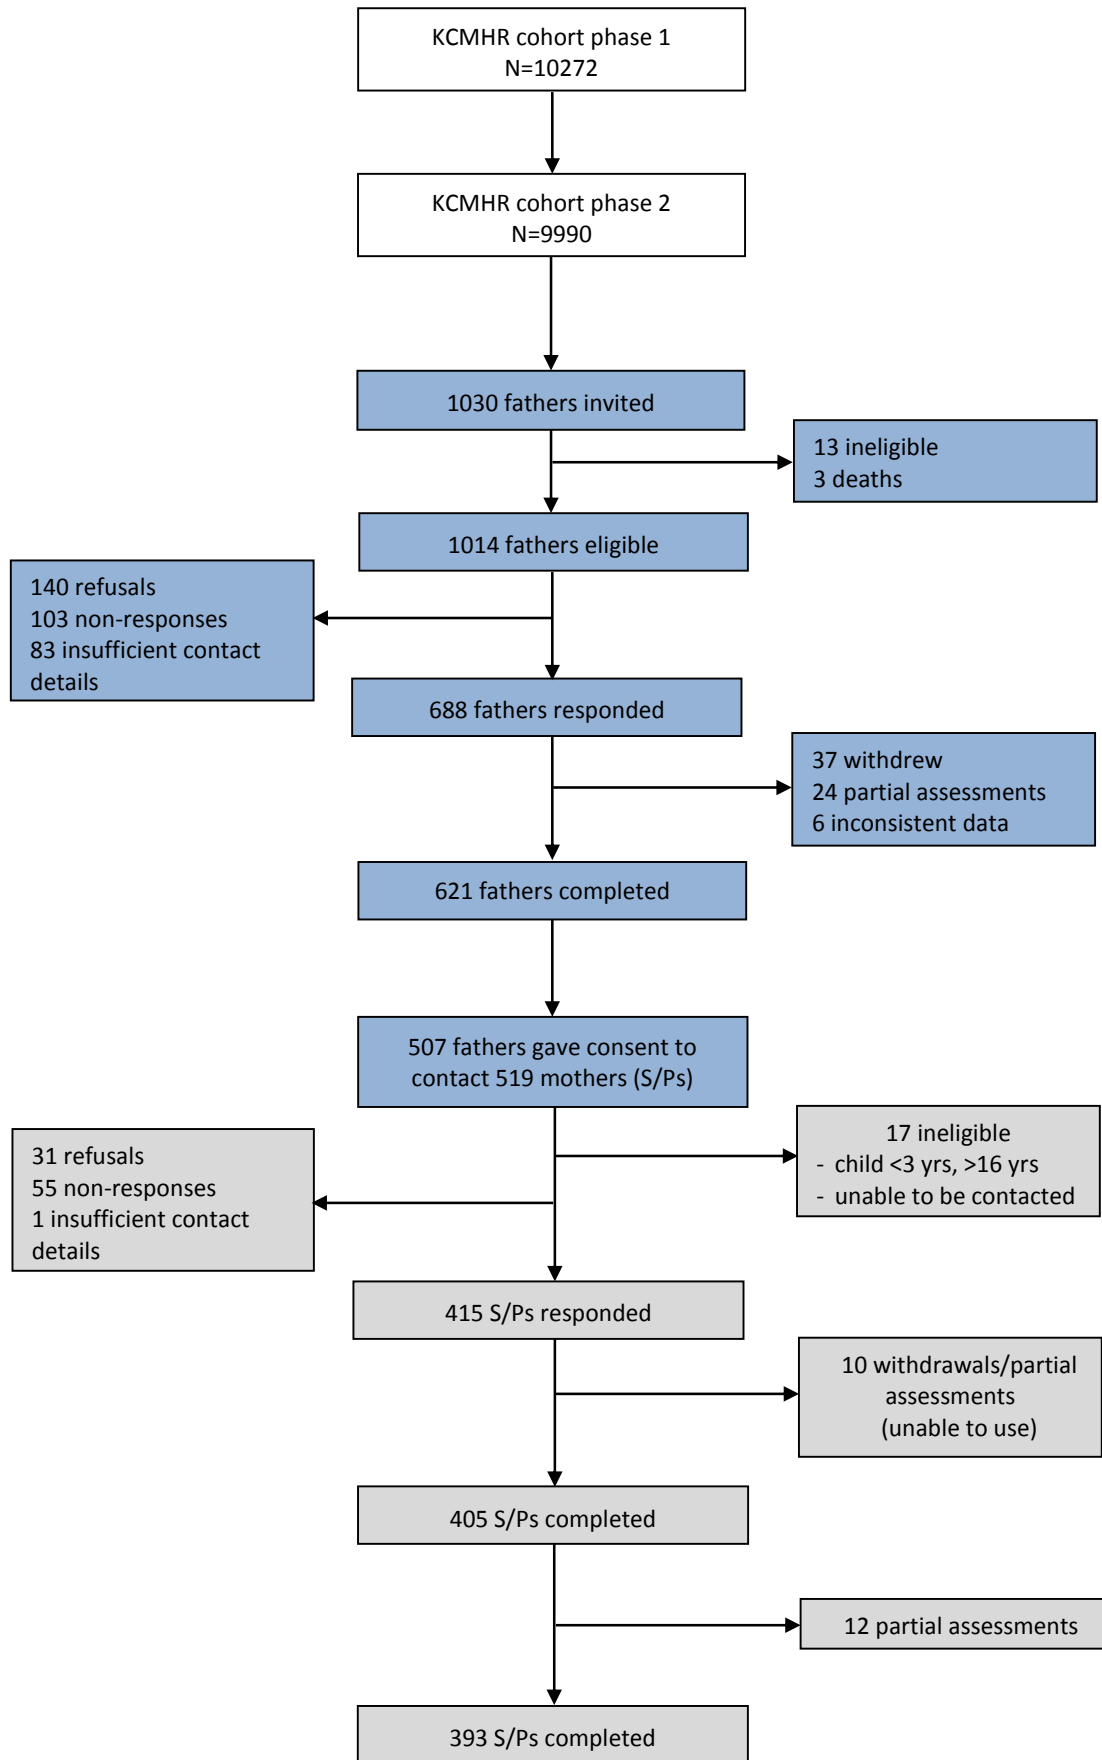 KCMHR cohort phase 1
N=10272
KCMHR cohort phase 2
N=9990
1030 fathers invited
13 ineligible
3 deaths
1014 fathers eligible
140 refusals
103 non-responses
83 insufficient contact
details
688 fathers responded
37 withdrew
24 partial assessments
6 inconsistent data
621 fathers completed
507 fathers gave consent to
contact 519 mothers (S/Ps)
17 ineligible
- child <3 yrs, >16 yrs
- unable to be contacted
31 refusals
55 non-responses
1 insufficient contact
details
415 S/Ps responded
10 withdrawals/partial
assessments
(unable to use)
405 S/Ps completed
12 partial assessments
393 S/Ps completed